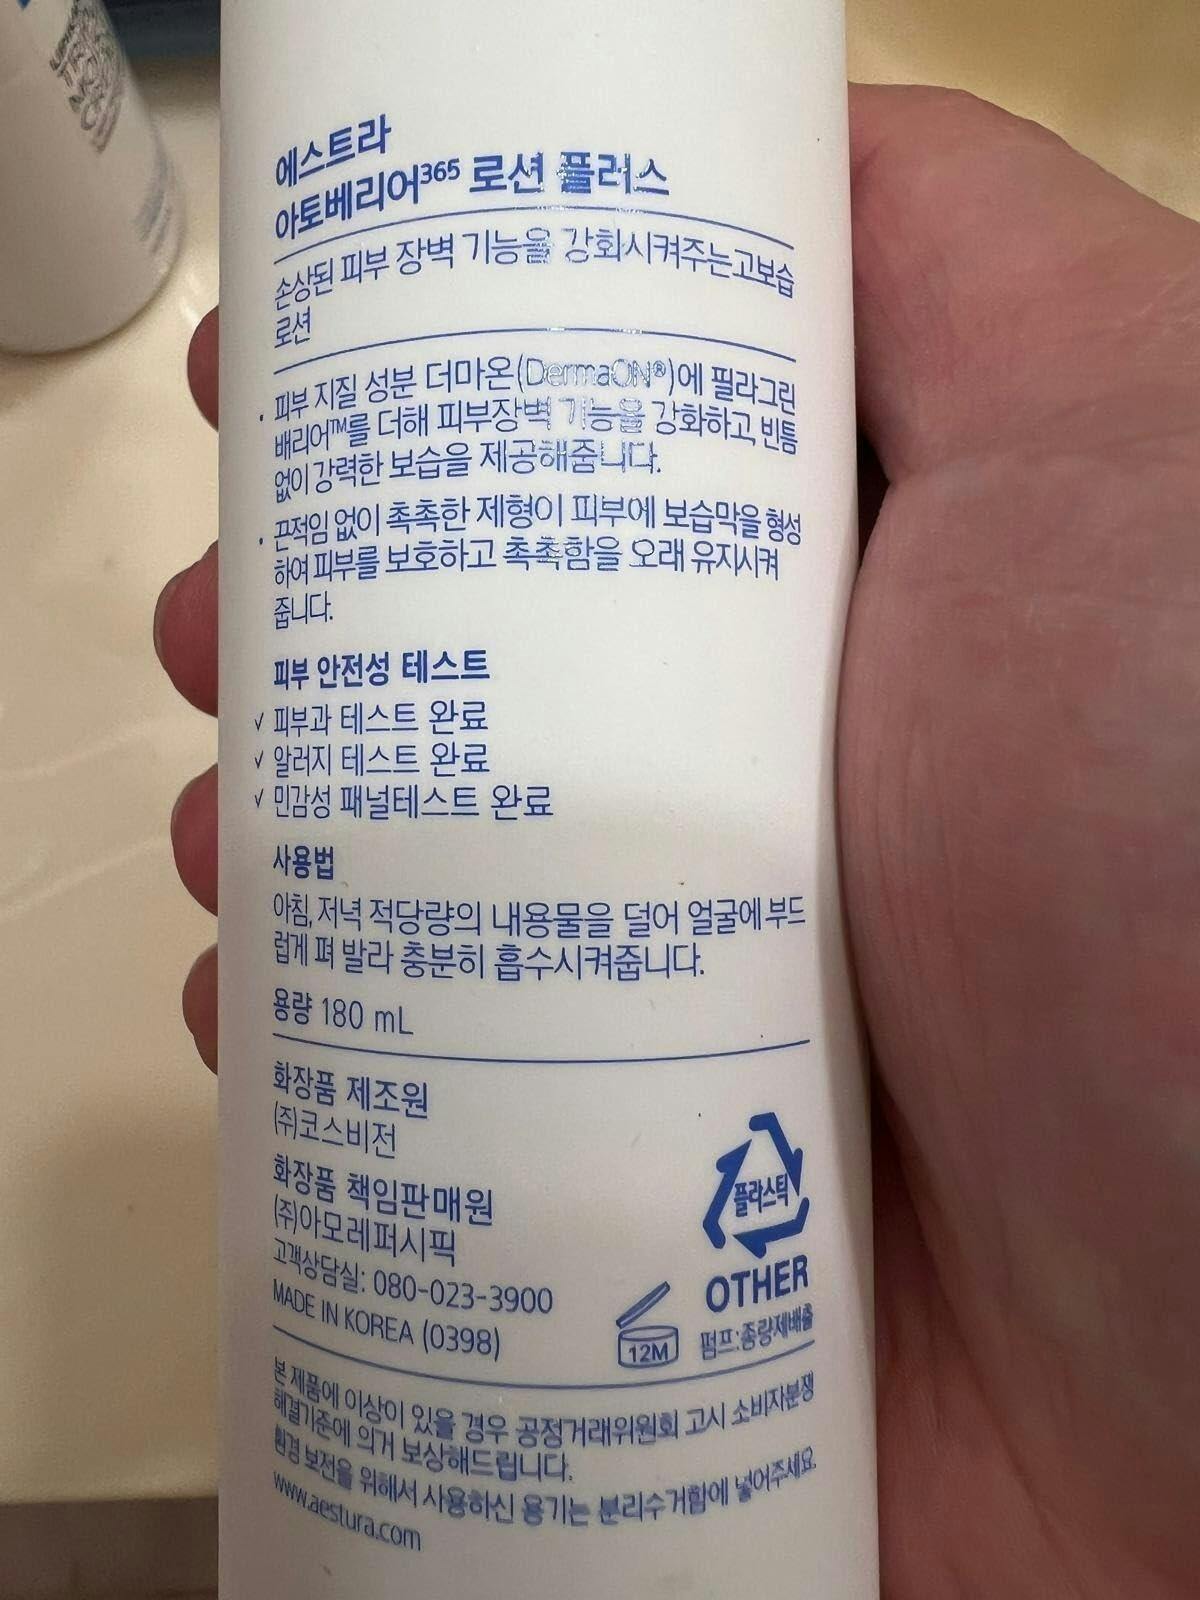 에스트라
아토베리어³⁶⁵ 로션 플러스
손상된 피부 장벽 기능을 강화시켜주는고보습
로션
· 피부 지질 성분 더마온(DermaON®)에 필라그린
배리어™를 더해 피부장벽 기능을 강화하고, 빈틈
없이 강력한 보습을 제공해줍니다.
· 끈적임 없이 촉촉한 제형이 피부에 보습막을 형성
하여 피부를 보호하고 촉촉함을 오래 유지시켜
줍니다.
피부 안전성 테스트
✓ 피부과 테스트 완료
✓ 알러지 테스트 완료
✓ 민감성 패널테스트 완료
사용법
아침, 저녁 적당량의 내용물을 덜어 얼굴에 부드
럽게 펴 발라 충분히 흡수시켜줍니다.
용량 180 mL
화장품 제조원
(주)코스비전
화장품 책임판매원
(주)아모레퍼시픽
고객상담실: 080-023-3900
MADE IN KOREA (0398)
플라스틱
OTHER
펌프:종량제배출
12M
본 제품에 이상이 있을 경우 공정거래위원회 고시 소비자분쟁
해결기준에 의거 보상해드립니다.
환경 보전을 위해서 사용하신 용기는 분리수거함에 넣어주세요.
www.aestura.com